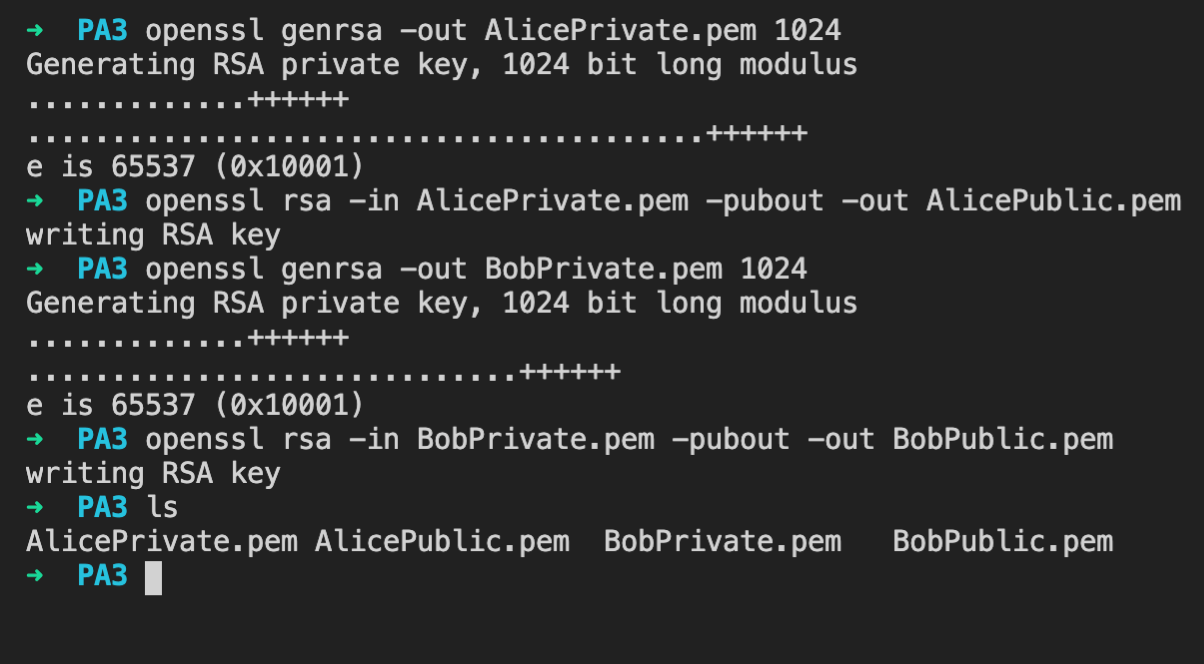 ➜  PA3 openssl genrsa -out AlicePrivate.pem 1024
Generating RSA private key, 1024 bit long modulus
.............++++++
........................................++++++
e is 65537 (0x10001)
➜  PA3 openssl rsa -in AlicePrivate.pem -pubout -out AlicePublic.pem
writing RSA key
➜  PA3 openssl genrsa -out BobPrivate.pem 1024
Generating RSA private key, 1024 bit long modulus
.............++++++
.............................++++++
e is 65537 (0x10001)
➜  PA3 openssl rsa -in BobPrivate.pem -pubout -out BobPublic.pem
writing RSA key
➜  PA3 ls
AlicePrivate.pem AlicePublic.pem  BobPrivate.pem   BobPublic.pem
➜  PA3